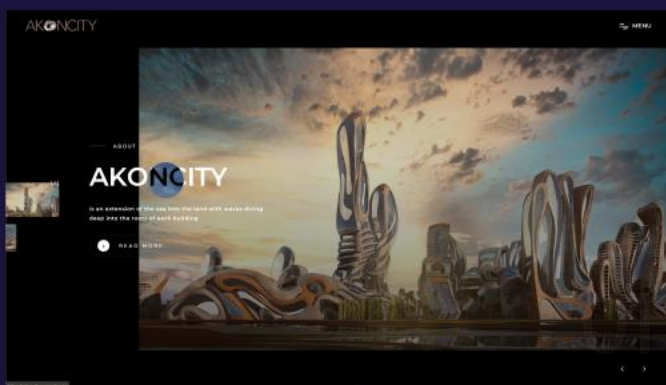 AKONCITY
MENU
ABOUT
AKONCITY
is an extension of the sea into the land with waves diving
deep into the roots of each building
READ MORE